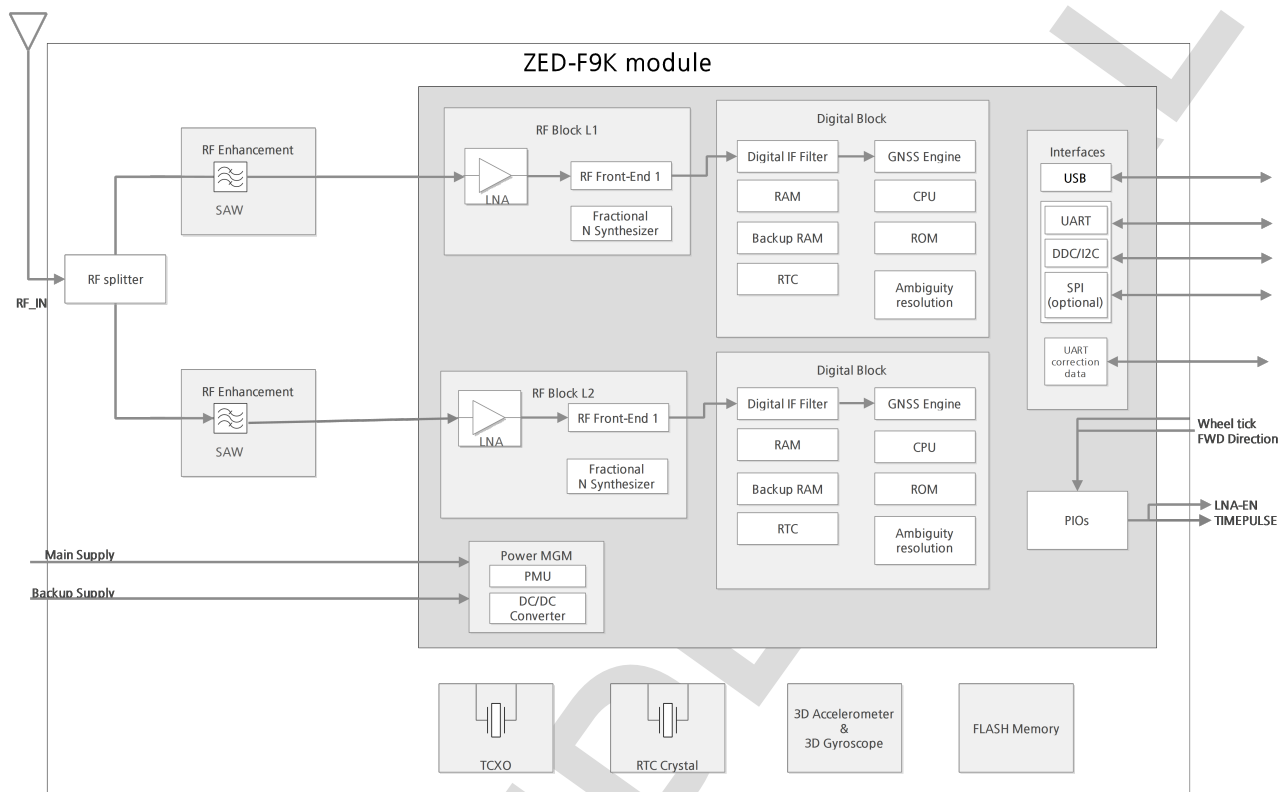 ZED-F9K module
RF Enhancement
SAW
RF splitter
RF_IN
RF Enhancement
SAW
Main Supply
Backup Supply
RF Block L1
LNA
RF Front-End 1
Fractional
N Synthesizer
RF Block L2
LNA
RF Front-End 1
Fractional
N Synthesizer
Power MGM
PMU
DC/DC
Converter
Digital Block
Digital IF Filter
GNSS Engine
RAM
CPU
Backup RAM
ROM
RTC
Ambiguity
resolution
Digital Block
Digital IF Filter
GNSS Engine
RAM
CPU
Backup RAM
ROM
RTC
Ambiguity
resolution
Interfaces
USB
UART
DDC/I2C
SPI
(optional)
UART
correction
data
Wheel tick
FWD Direction
PIOs
LNA-EN
TIMEPULSE
TCXO
RTC Crystal
3D Accelerometer
&
3D Gyroscope
FLASH Memory